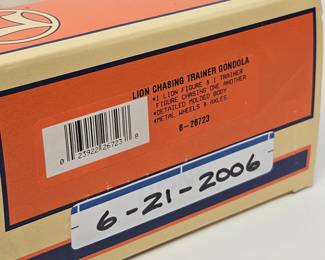 LION CHASING TRAINER GONDOLA
•1 LION FIGURE & 1 TRAINER
FIGURE CHASING ONE ANOTHER
•DETAILED MOLDED BODY
•METAL WHEELS & AXLES
6-26723
0 23922 26723 8
6-21-2006